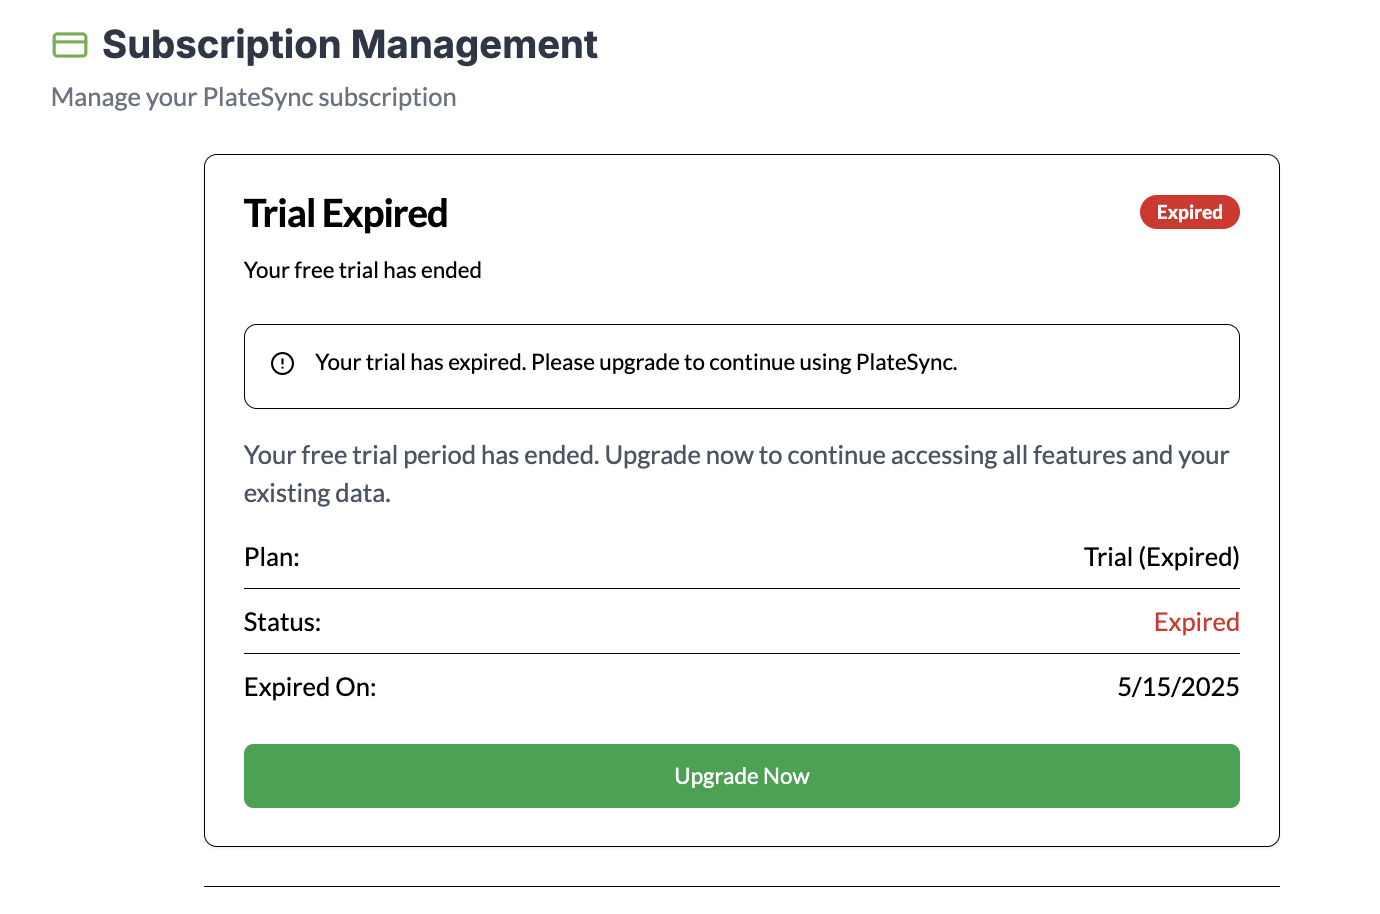 Subscription Management
Manage your PlateSync subscription
Trial Expired
Expired
Your free trial has ended
Your trial has expired. Please upgrade to continue using PlateSync.
Your free trial period has ended. Upgrade now to continue accessing all features and your
existing data.
Plan: Trial (Expired)
Status: Expired
Expired On: 5/15/2025
Upgrade Now